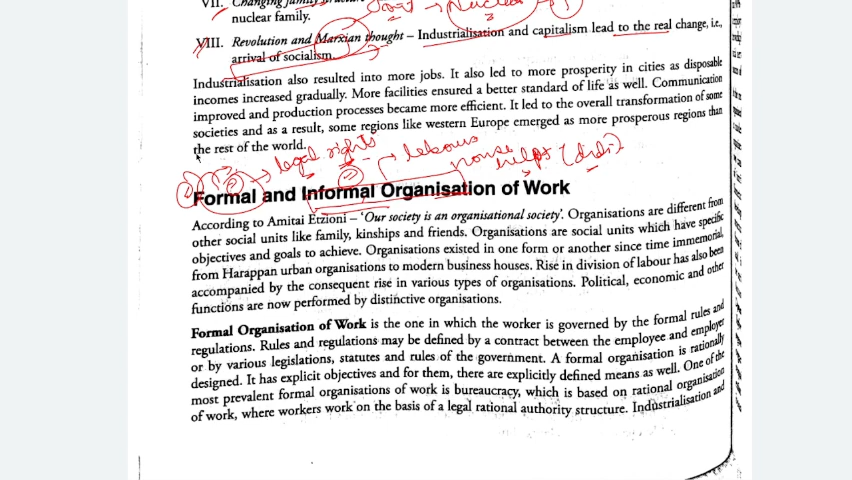 VII. Changing family structure
nuclear family.
Joint → Nuclear
VIII. Revolution and Marxian thought – Industrialisation and capitalism lead to the real change, i.e.,
arrival of socialism.
Industrialisation also resulted into more jobs. It also led to more prosperity in cities as disposable
incomes increased gradually. More facilities ensured a better standard of life as well. Communication
improved and production processes became more efficient. It led to the overall transformation of some
societies and as a result, some regions like western Europe emerged as more prosperous regions than
the rest of the world.
legal rights
labours
house helps (didi)
Formal and Informal Organisation of Work
According to Amitai Etzioni – 'Our society is an organisational society'. Organisations are different from
other social units like family, kinships and friends. Organisations are social units which have specific
objectives and goals to achieve. Organisations existed in one form or another since time immemorial,
from Harappan urban organisations to modern business houses. Rise in division of labour has also been
accompanied by the consequent rise in various types of organisations. Political, economic and other
functions are now performed by distinctive organisations.
Formal Organisation of Work is the one in which the worker is governed by the formal rules and
regulations. Rules and regulations may be defined by a contract between the employee and employer
or by various legislations, statutes and rules of the government. A formal organisation is rationally
designed. It has explicit objectives and for them, there are explicitly defined means as well. One of the
most prevalent formal organisations of work is bureaucracy, which is based on rational organisation
of work, where workers work on the basis of a legal rational authority structure. Industrialisation and